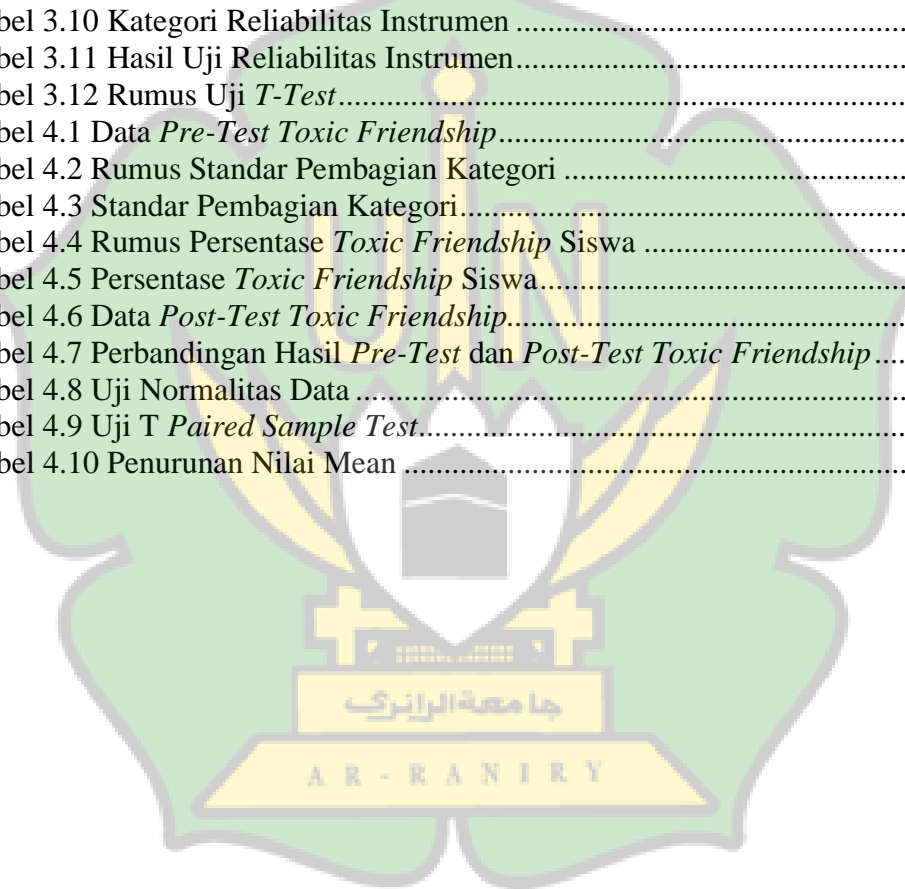 bel 3.10 Kategori Reliabilitas Instrumen ........................................................
bel 3.11 Hasil Uji Reliabilitas Instrumen........................................................
bel 3.12 Rumus Uji T-Test................................................................................
bel 4.1 Data Pre-Test Toxic Friendship..........................................................
bel 4.2 Rumus Standar Pembagian Kategori ................................................
bel 4.3 Standar Pembagian Kategori..............................................................
bel 4.4 Rumus Persentase Toxic Friendship Siswa .....................................
bel 4.5 Persentase Toxic Friendship Siswa...................................................
bel 4.6 Data Post-Test Toxic Friendship........................................................
bel 4.7 Perbandingan Hasil Pre-Test dan Post-Test Toxic Friendship ....
bel 4.8 Uji Normalitas Data .............................................................................
bel 4.9 Uji T Paired Sample Test....................................................................
bel 4.10 Penurunan Nilai Mean ......................................................................
UIN
جامعة الرانري
AR-RANIRY